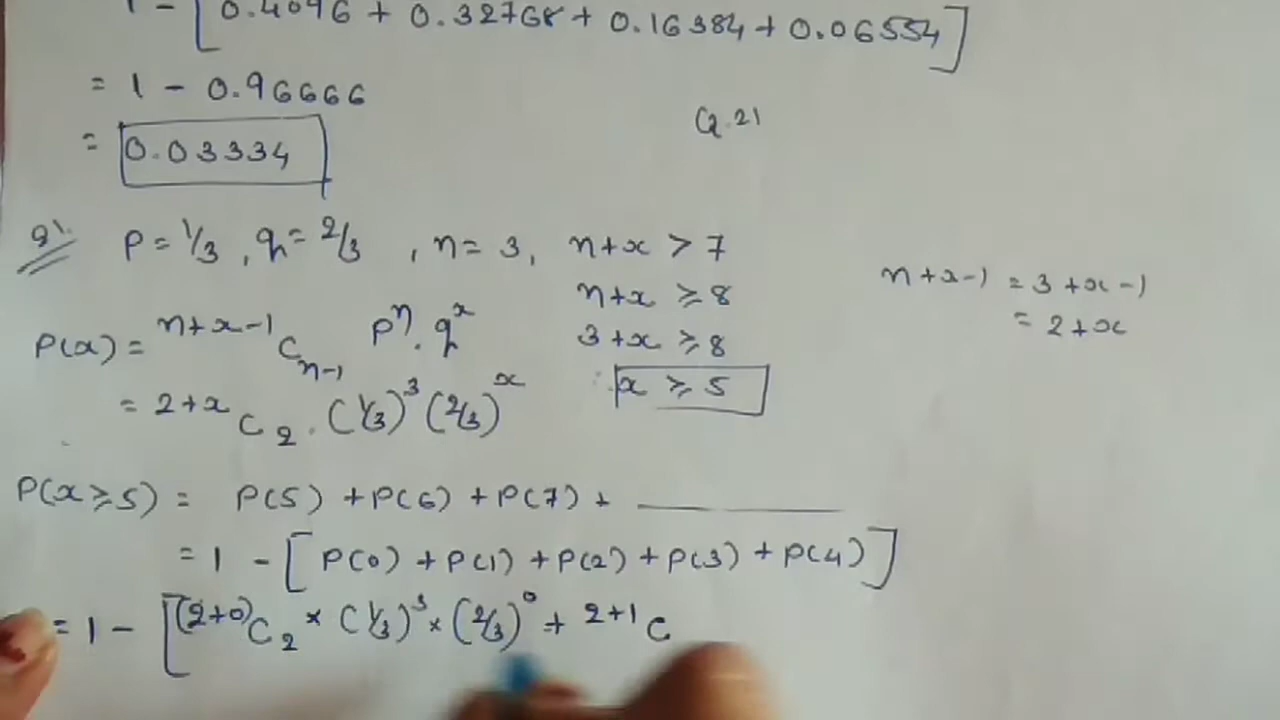 1 - [0.4096 + 0.32768 + 0.16384 + 0.06554]
= 1 - 0.96666
= 0.03334
Q.21
9). P = 1/3, q = 2/3, n = 3, n+x > 7
n+x ≥ 8
3+x ≥ 8
x ≥ 5
n+x-1 = 3+x-1
= 2+x
P(x) = ⁿ⁺ˣ⁻¹Cₙ₋₁ Pⁿ. qˣ
= ²⁺ˣC₂ . (1/3)³ (2/3)ˣ
P(x ≥ 5) = P(5) + P(6) + P(7) + ______
= 1 - [P(0) + P(1) + P(2) + P(3) + P(4)]
= 1 - [⁽²⁺⁰⁾C₂ × (1/3)³ × (2/3)⁰ + ²⁺¹C